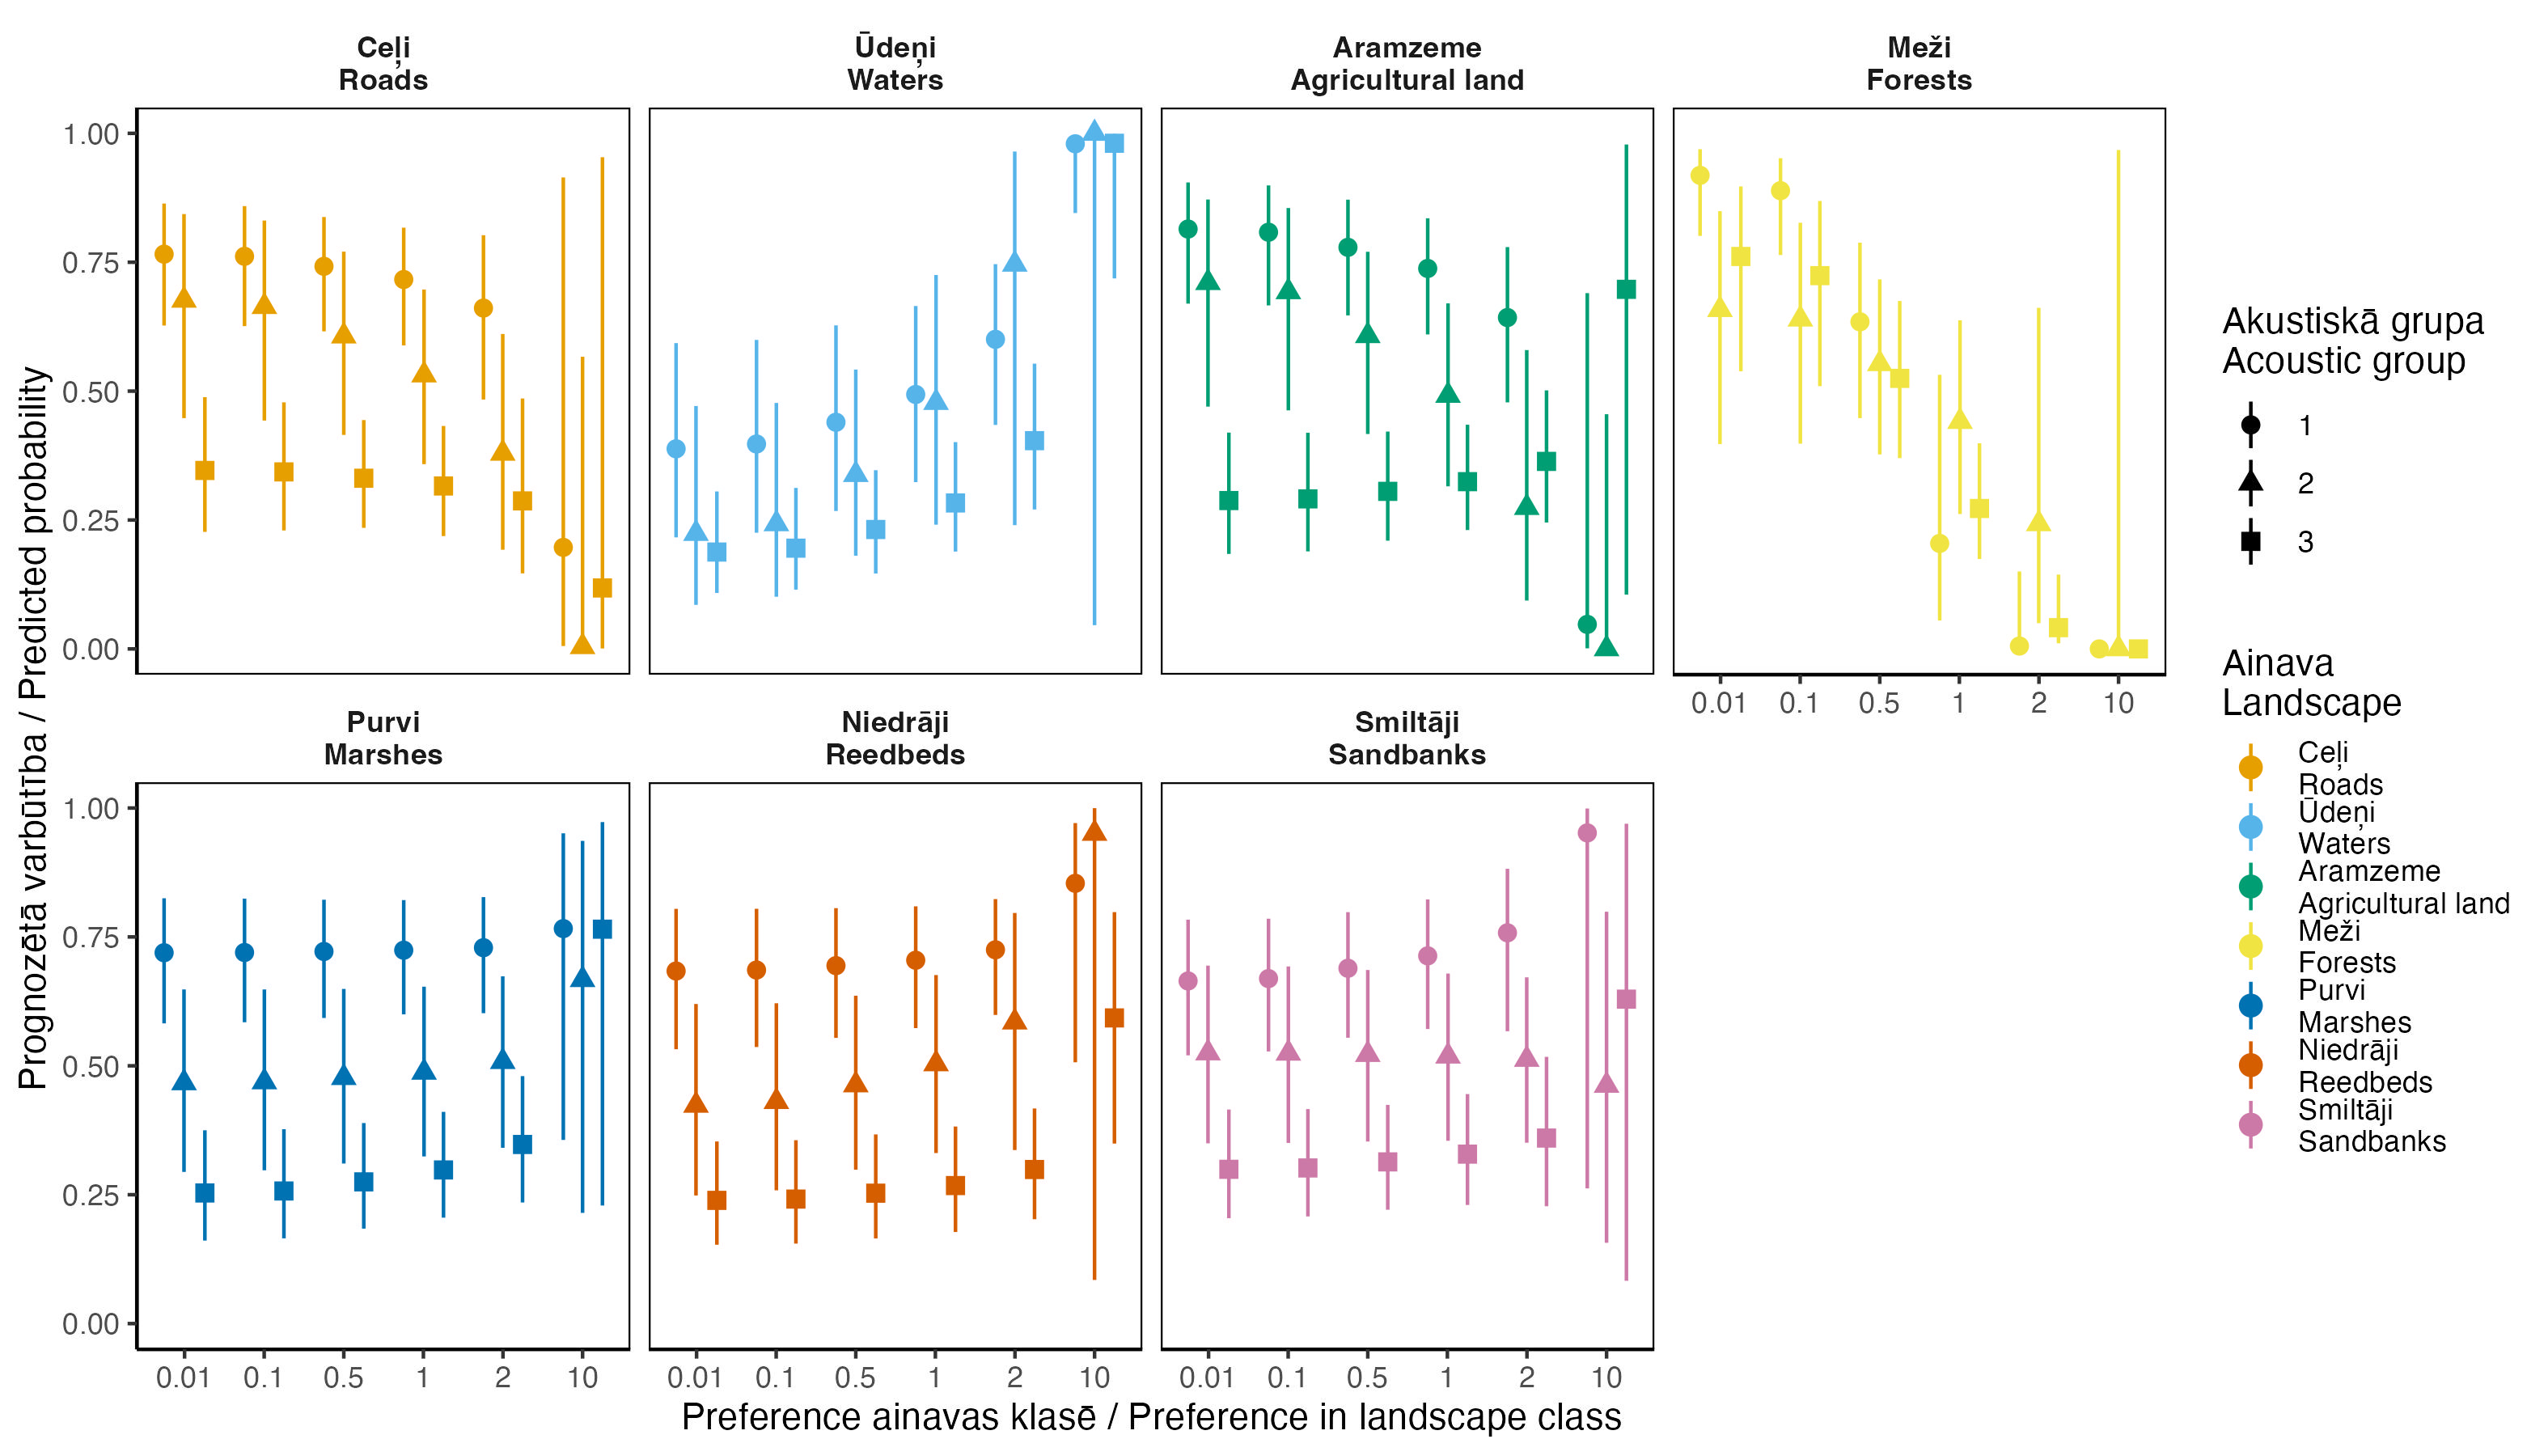 Ceļi
Roads
Ūdeņi
Waters
Aramzeme
Agricultural land
Meži
Forests
1.00
0.75
0.50
0.25
0.00
0.01 0.1 0.5 1 2 10
Purvi
Marshes
Niedrāji
Reedbeds
Smiltāji
Sandbanks
1.00
0.75
0.50
0.25
0.00
0.01 0.1 0.5 1 2 10
0.01 0.1 0.5 1 2 10
0.01 0.1 0.5 1 2 10
Prognozētā varbūtība / Predicted probability
Preference ainavas klasē / Preference in landscape class
Akustiskā grupa
Acoustic group
1
2
3
Ainava
Landscape
Ceļi
Roads
Ūdeņi
Waters
Aramzeme
Agricultural land
Meži
Forests
Purvi
Marshes
Niedrāji
Reedbeds
Smiltāji
Sandbanks